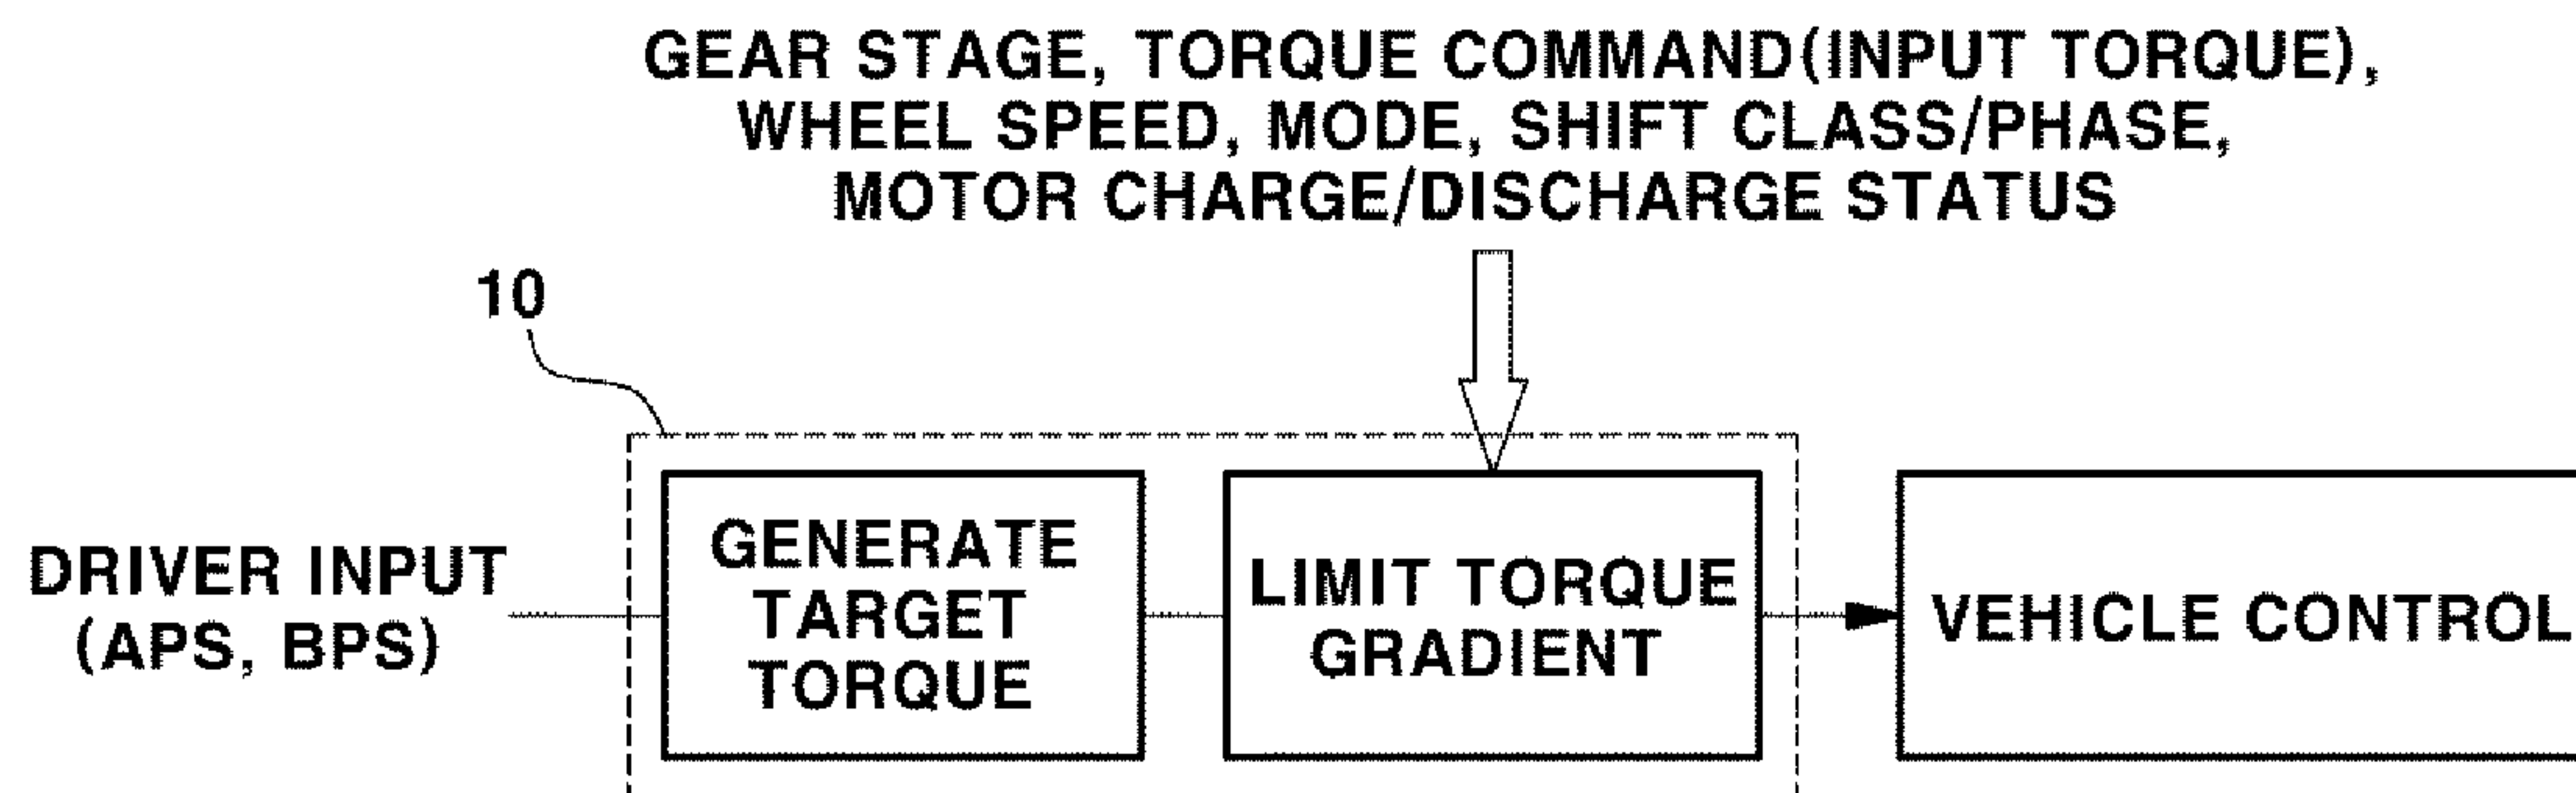 GEAR STAGE, TORQUE COMMAND(INPUT TORQUE),
WHEEL SPEED, MODE, SHIFT CLASS/PHASE,
MOTOR CHARGE/DISCHARGE STATUS
10
DRIVER INPUT
(APS, BPS)
GENERATE
TARGET
TORQUE
LIMIT TORQUE
GRADIENT
VEHICLE CONTROL